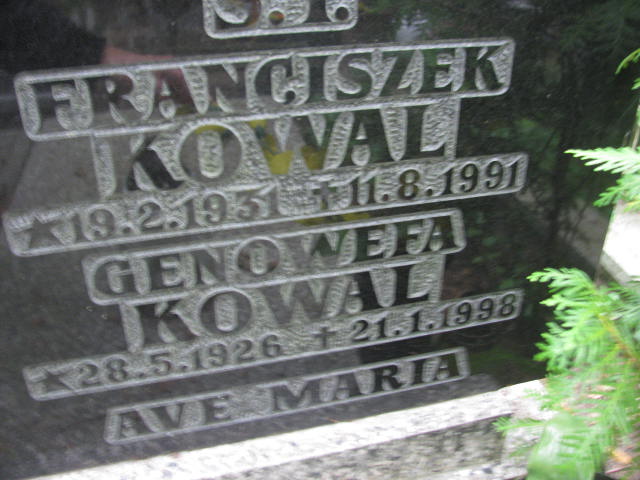 Ś.P.
FRANCISZEK
KOWAL
★ 19.2.1931 ✝ 11.8.1991
GENOWEFA
KOWAL
★ 28.5.1926 ✝ 21.1.1998
AVE MARIA